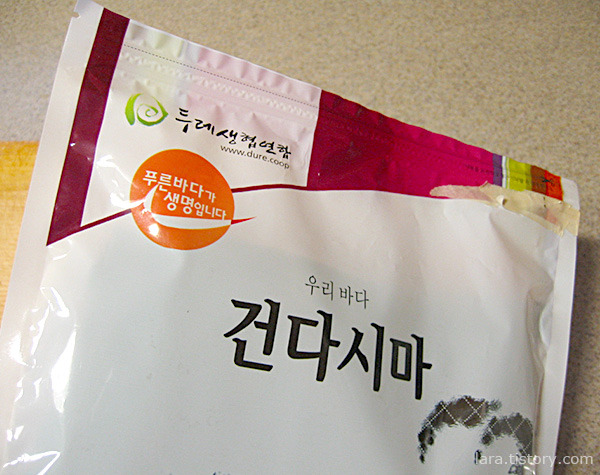 두레생협연합
www.dure.coop
푸른바다가
생명입니다
우리 바다
건다시마
lara.tistory.com